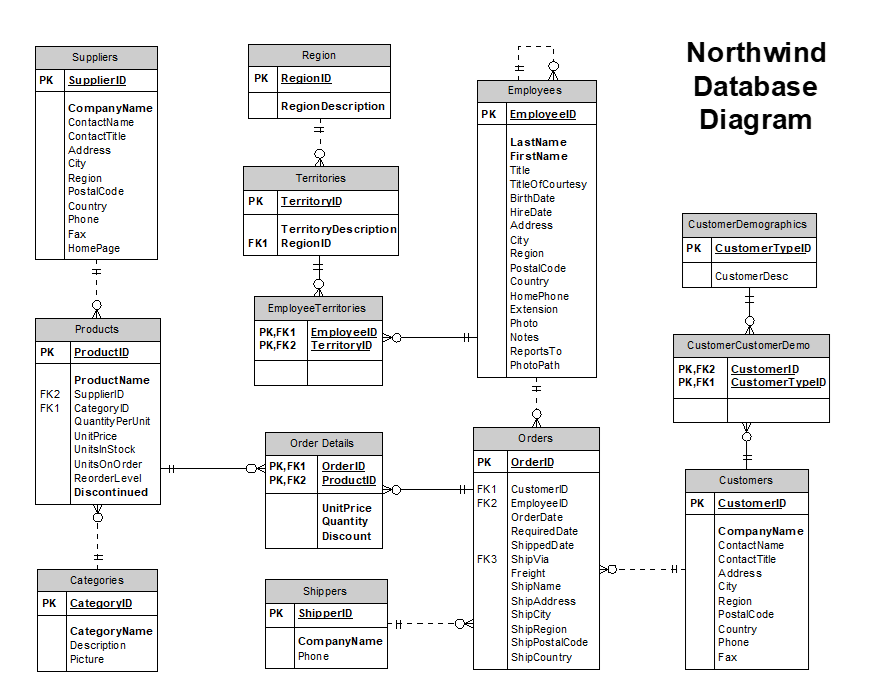 Northwind
Database
Diagram
Suppliers
PK SupplierID
CompanyName
ContactName
ContactTitle
Address
City
Region
PostalCode
Country
Phone
Fax
HomePage
Region
PK RegionID
RegionDescription
Territories
PK TerritoryID
TerritoryDescription
FK1 RegionID
EmployeeTerritories
PK,FK1 EmployeeID
PK,FK2 TerritoryID
Employees
PK EmployeeID
LastName
FirstName
Title
TitleOfCourtesy
BirthDate
HireDate
Address
City
Region
PostalCode
Country
HomePhone
Extension
Photo
Notes
ReportsTo
PhotoPath
CustomerDemographics
PK CustomerTypeID
CustomerDesc
CustomerCustomerDemo
PK,FK2 CustomerID
PK,FK1 CustomerTypeID
Products
PK ProductID
ProductName
FK2 SupplierID
FK1 CategoryID
QuantityPerUnit
UnitPrice
UnitsInStock
UnitsOnOrder
ReorderLevel
Discontinued
Order Details
PK,FK1 OrderID
PK,FK2 ProductID
UnitPrice
Quantity
Discount
Orders
PK OrderID
FK1 CustomerID
FK2 EmployeeID
OrderDate
RequiredDate
ShippedDate
FK3 ShipVia
Freight
ShipName
ShipAddress
ShipCity
ShipRegion
ShipPostalCode
ShipCountry
Customers
PK CustomerID
CompanyName
ContactName
ContactTitle
Address
City
Region
PostalCode
Country
Phone
Fax
Categories
PK CategoryID
CategoryName
Description
Picture
Shippers
PK ShipperID
CompanyName
Phone